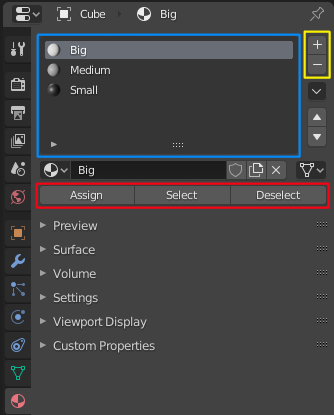 Cube > Big
Big
Medium
Small
Big
Assign Select Deselect
Preview
Surface
Volume
Settings
Viewport Display
Custom Properties